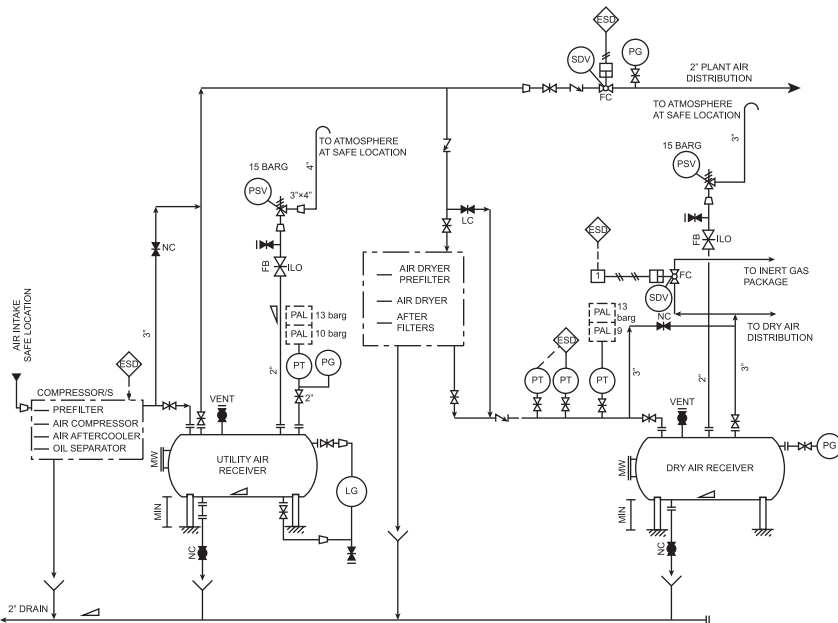 ESD
SDV
PG
FC
2" PLANT AIR
DISTRIBUTION
TO ATMOSPHERE
AT SAFE LOCATION
4"
15 BARG
PSV
3"×4"
FB
ILO
NC
3"
2"
LC
TO ATMOSPHERE
AT SAFE LOCATION
3"
15 BARG
PSV
FB
ILO
ESD
1
FC
SDV
NC
TO INERT GAS
PACKAGE
TO DRY AIR
DISTRIBUTION
AIR DRYER
PREFILTER
AIR DRYER
AFTER
FILTERS
PAL
13 barg
PAL
10 barg
PT
PG
2"
PAL
13
barg
PAL
9
ESD
PT
PT
PT
3"
2"
3"
AIR INTAKE
SAFE LOCATION
ESD
COMPRESSOR/S
PREFILTER
AIR COMPRESSOR
AIR AFTERCOOLER
OIL SEPARATOR
VENT
MW
UTILITY AIR
RECEIVER
LG
MIN
NC
VENT
MW
DRY AIR RECEIVER
PG
MIN
NC
2" DRAIN